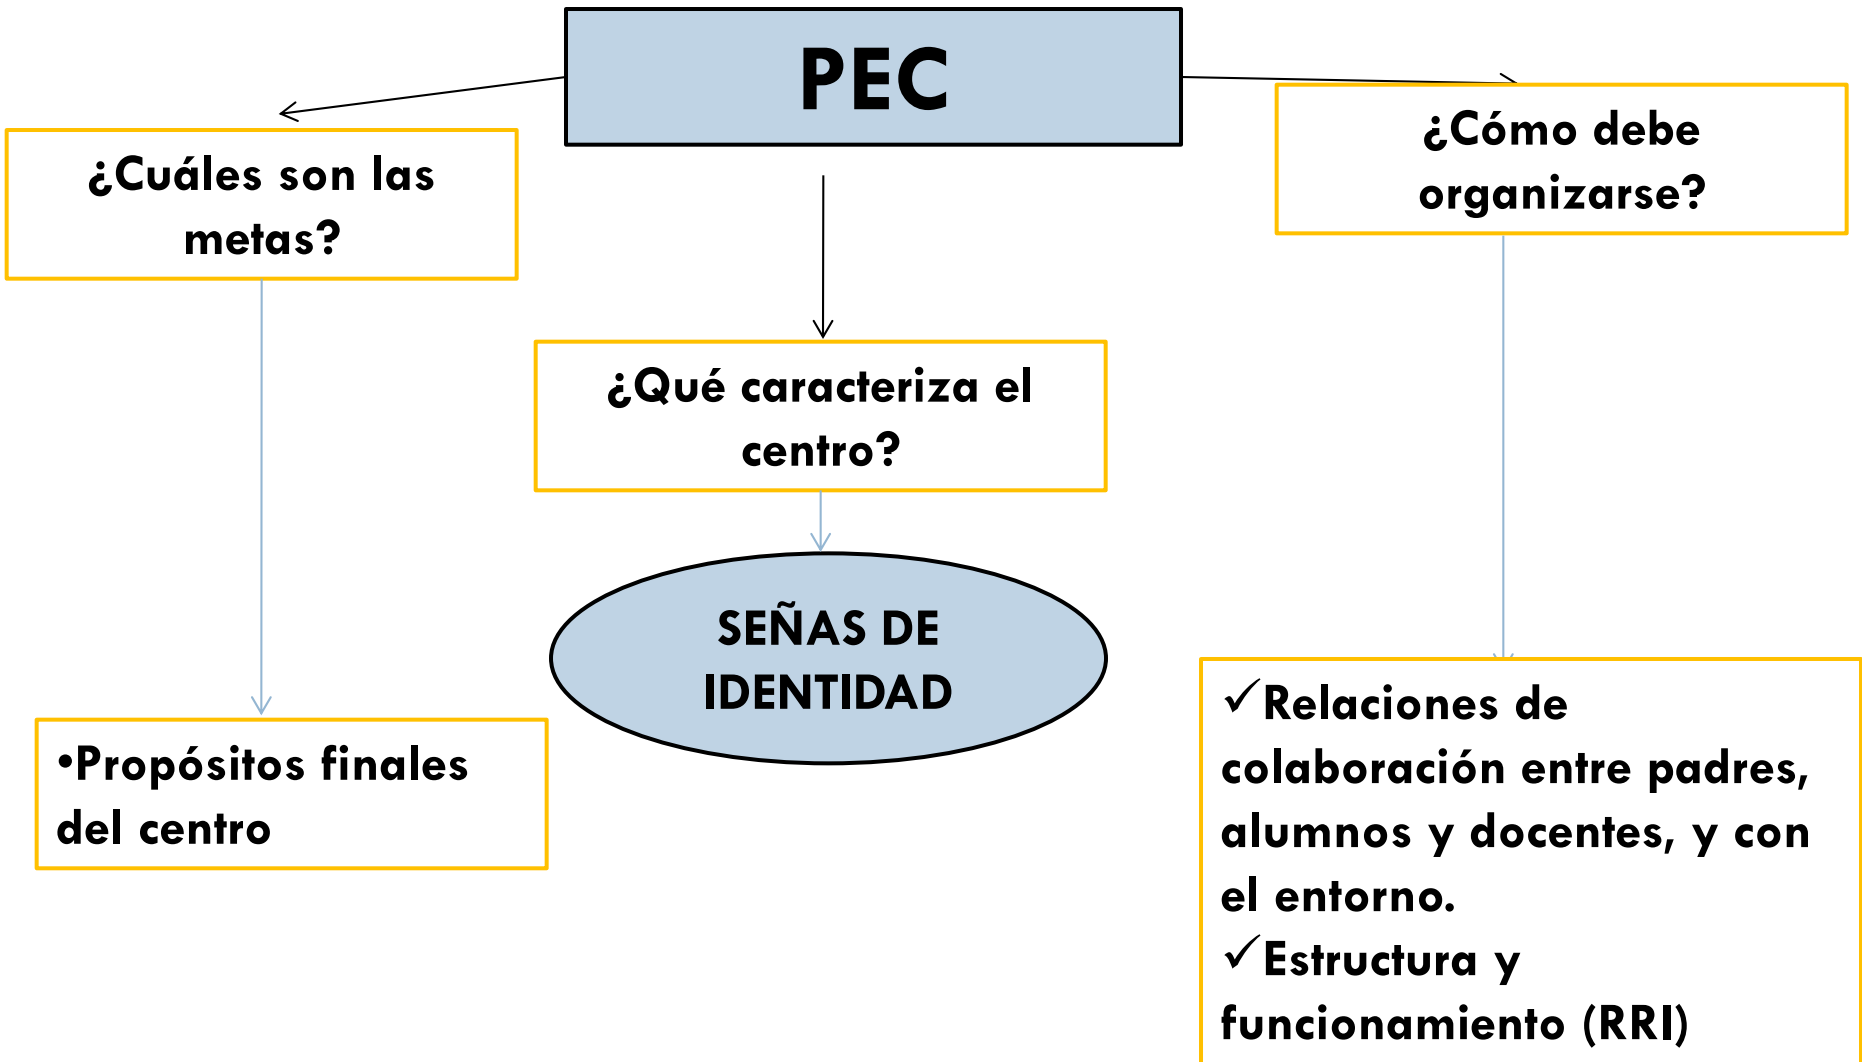 PEC
¿Cuáles son las
metas?
¿Cómo debe
organizarse?
¿Qué caracteriza el
centro?
SEÑAS DE
IDENTIDAD
•Propósitos finales
del centro
✓Relaciones de
colaboración entre padres,
alumnos y docentes, y con
el entorno.
✓Estructura y
funcionamiento (RRI)